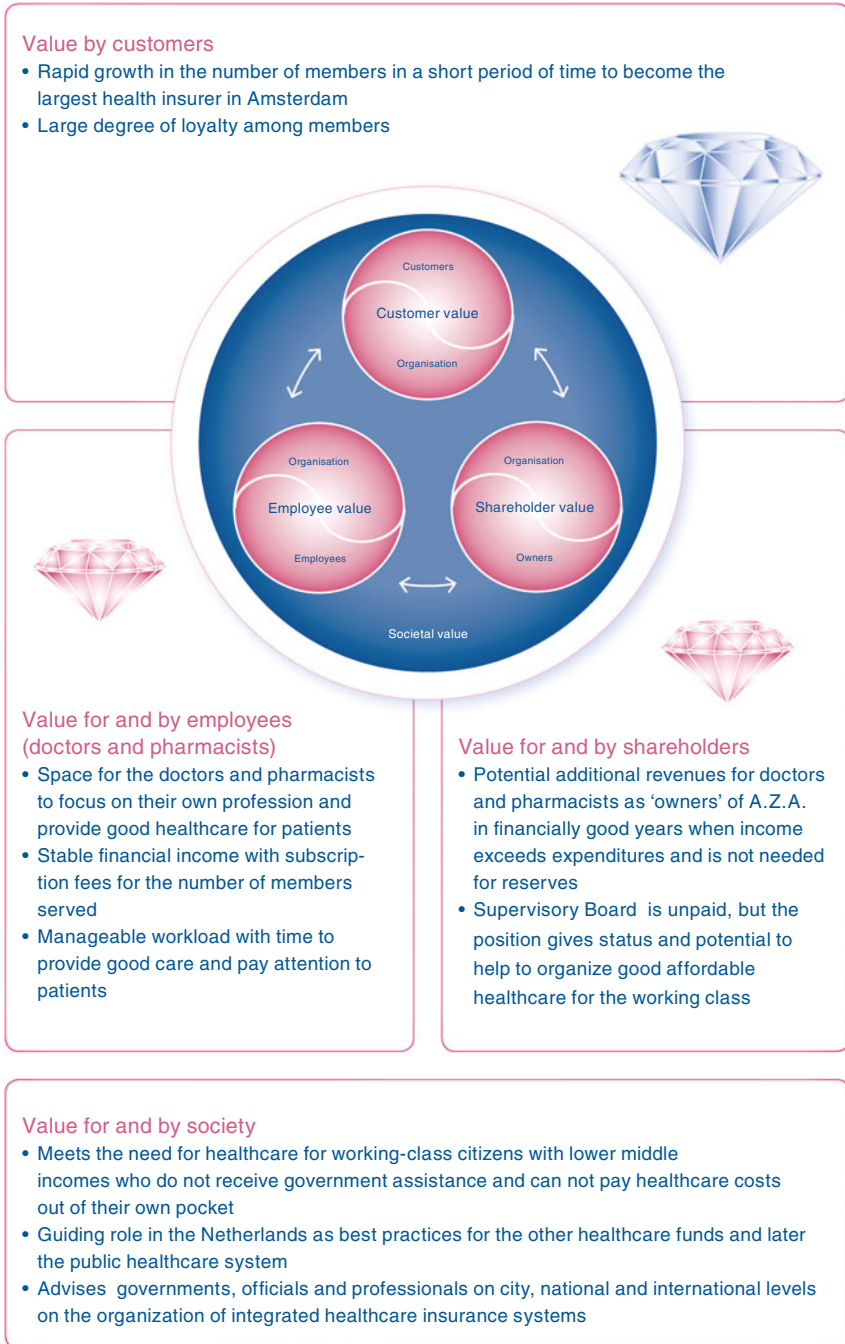 Value by customers
• Rapid growth in the number of members in a short period of time to become the
largest health insurer in Amsterdam
• Large degree of loyalty among members
Customers
Customer value
Organisation
Organisation
Employee value
Employees
Organisation
Shareholder value
Owners
Societal value
Value for and by employees
(doctors and pharmacists)
• Space for the doctors and pharmacists
to focus on their own profession and
provide good healthcare for patients
• Stable financial income with subscrip-
tion fees for the number of members
served
• Manageable workload with time to
provide good care and pay attention to
patients
Value for and by shareholders
• Potential additional revenues for doctors
and pharmacists as ‘owners’ of A.Z.A.
in financially good years when income
exceeds expenditures and is not needed
for reserves
• Supervisory Board is unpaid, but the
position gives status and potential to
help to organize good affordable
healthcare for the working class
Value for and by society
• Meets the need for healthcare for working-class citizens with lower middle
incomes who do not receive government assistance and can not pay healthcare costs
out of their own pocket
• Guiding role in the Netherlands as best practices for the other healthcare funds and later
the public healthcare system
• Advises governments, officials and professionals on city, national and international levels
on the organization of integrated healthcare insurance systems